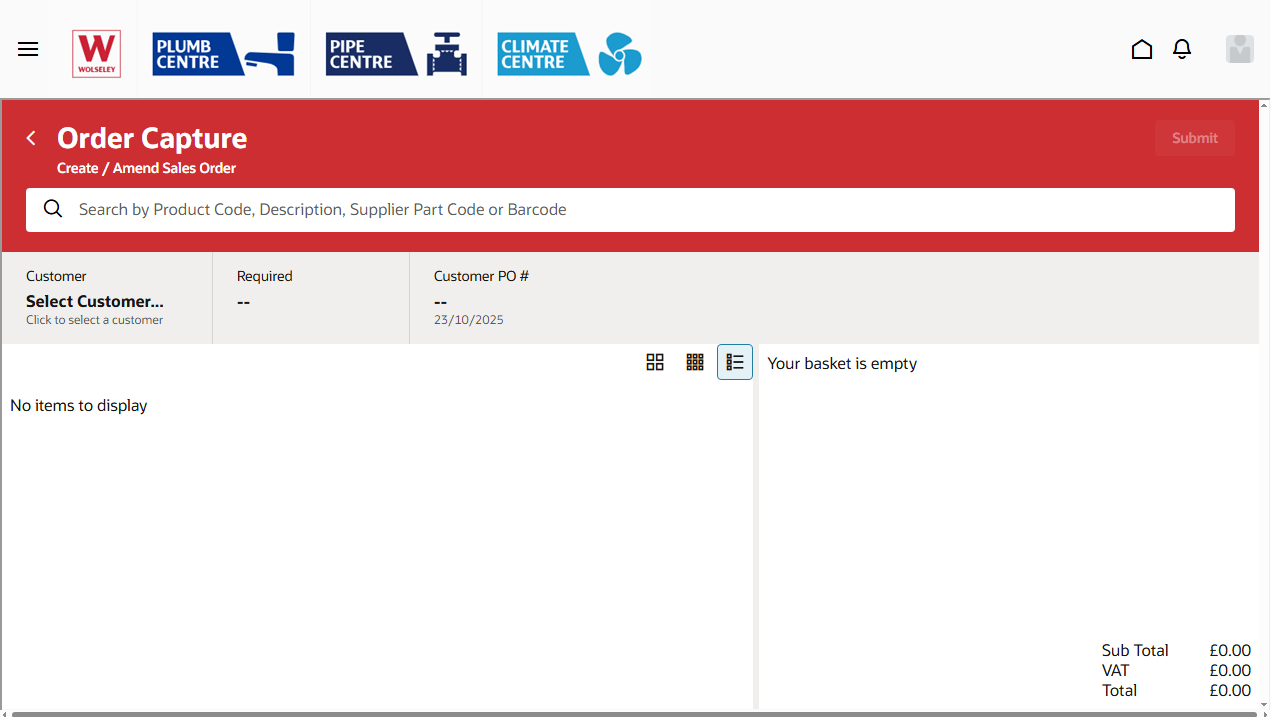 W
WOLSELEY
PLUMB
CENTRE
PIPE
CENTRE
CLIMATE
CENTRE
Order Capture
Submit
Create / Amend Sales Order
Search by Product Code, Description, Supplier Part Code or Barcode
Customer
Select Customer...
Click to select a customer
Required
--
Customer PO #
--
23/10/2025
No items to display
Your basket is empty
Sub Total £0.00
VAT £0.00
Total £0.00